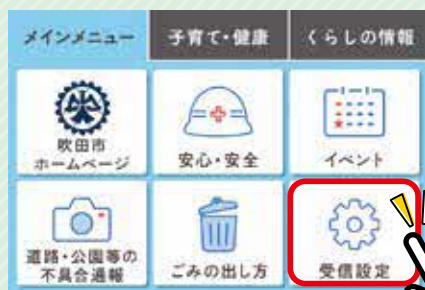 メインメニュー
子育て・健康
くらしの情報
吹田市
ホームページ
安心・安全
イベント
道路・公園等の
不具合通報
ごみの出し方
受信設定